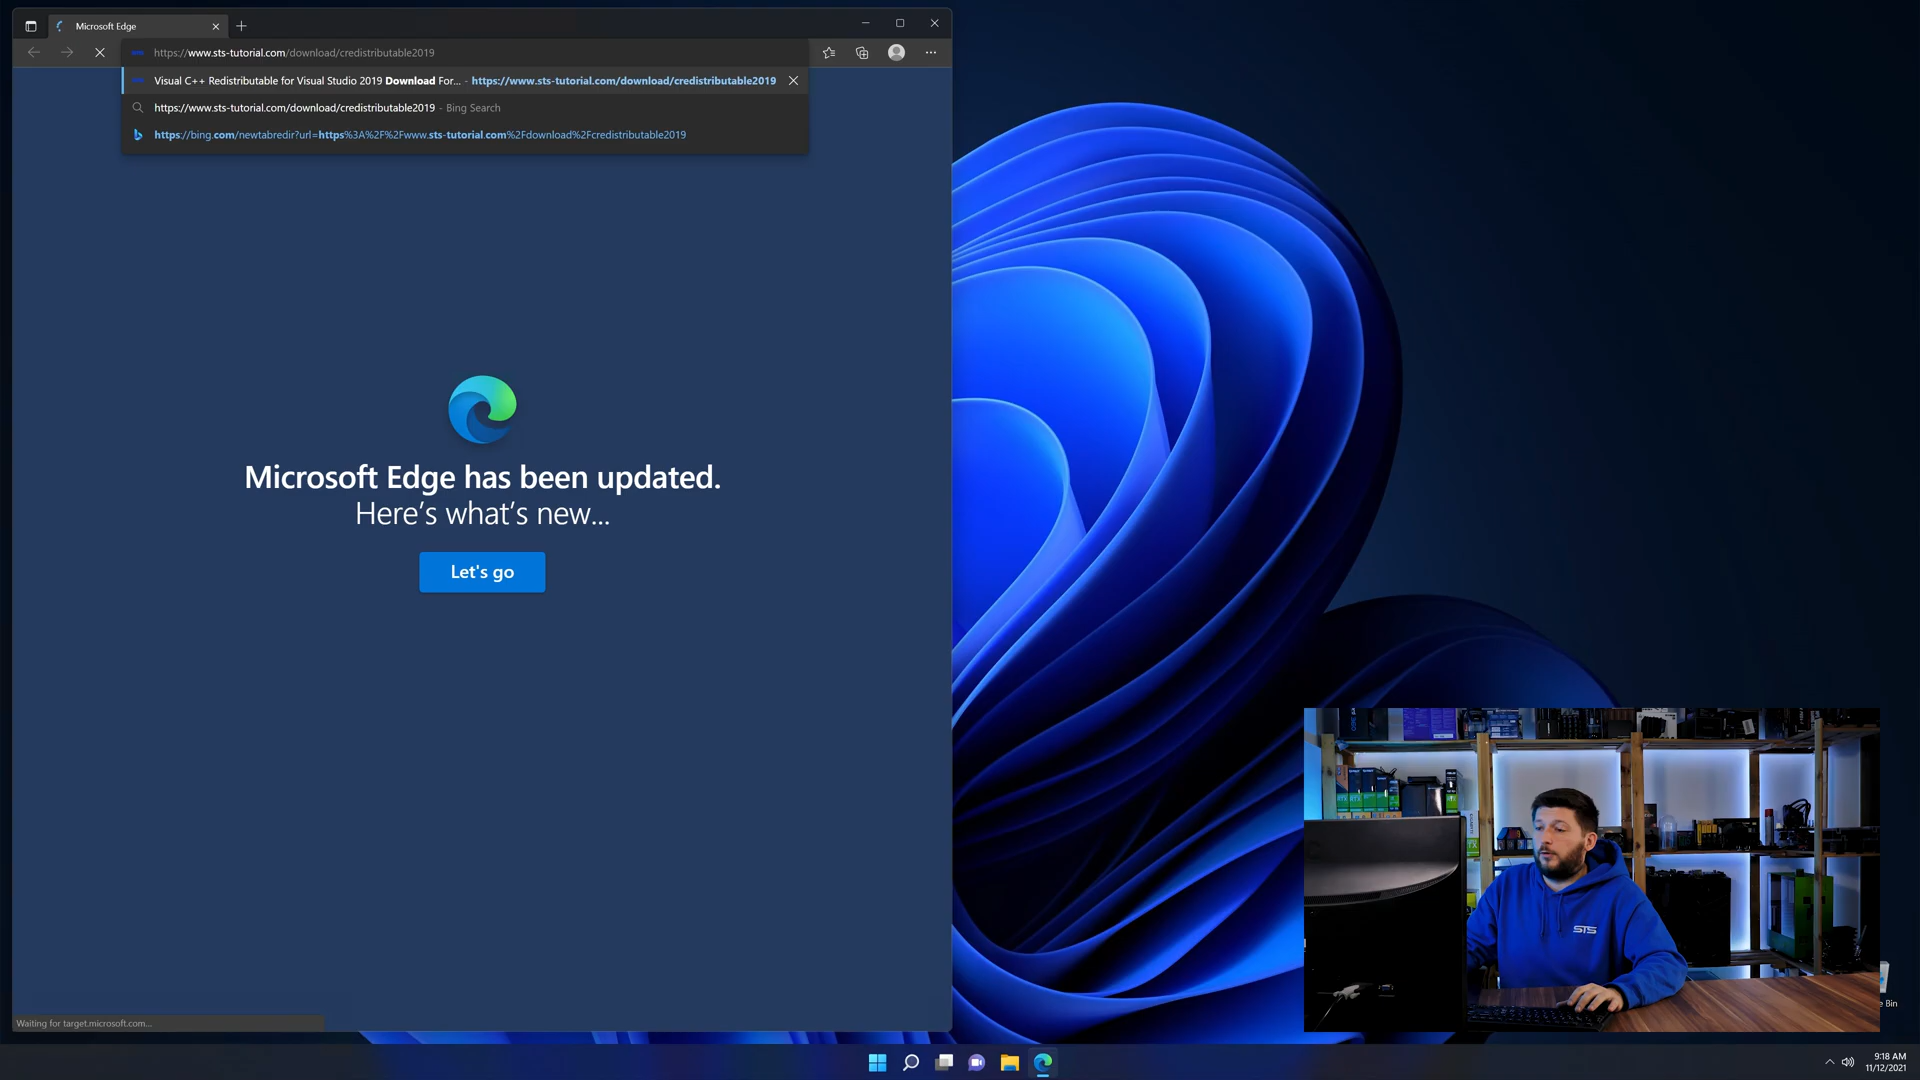 Microsoft Edge
https://www.sts-tutorial.com/download/credistributable2019
Visual C++ Redistributable for Visual Studio 2019 Download For... - https://www.sts-tutorial.com/download/credistributable2019
https://www.sts-tutorial.com/download/credistributable2019 - Bing Search
https://bing.com/newtabredir?url=https%3A%2F%2Fwww.sts-tutorial.com%2Fdownload%2Fcredistributable2019
Microsoft Edge has been updated.
Here's what's new...
Let's go
STS
e Bin
Waiting for target.microsoft.com...
9:18 AM
11/12/2021